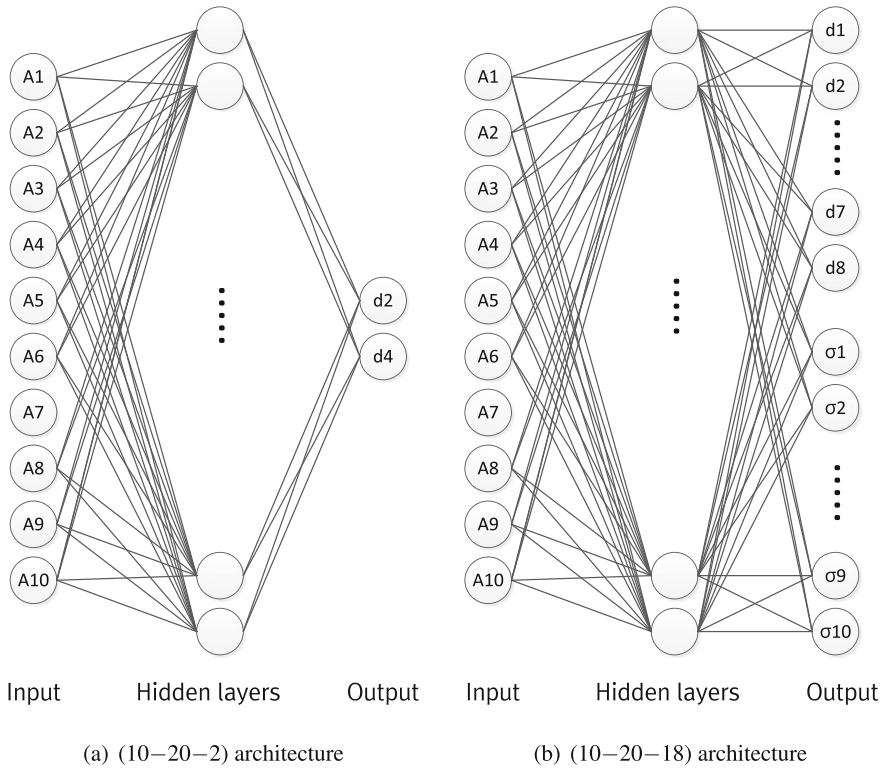 A1
A2
A3
A4
A5
A6
A7
A8
A9
A10
d2
d4
Input
Hidden layers
Output
(a) (10−20−2) architecture
A1
A2
A3
A4
A5
A6
A7
A8
A9
A10
d1
d2
d7
d8
σ1
σ2
σ9
σ10
Input
Hidden layers
Output
(b) (10−20−18) architecture